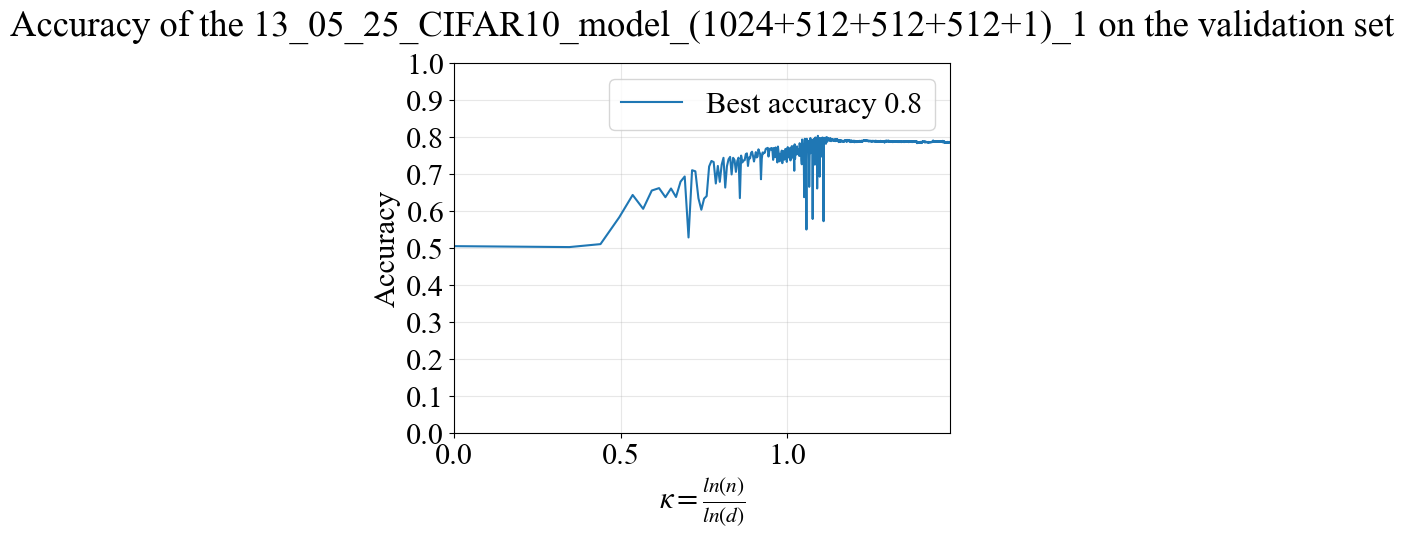 Accuracy of the 13_05_25_CIFAR10_model_(1024+512+512+512+1)_1 on the validation set
1.0
Best accuracy 0.8
0.9
0.8
0.7
0.6
Accuracy
0.5
0.4
0.3
0.2
0.1
0.0
0.0 0.5 1.0
κ = ln(n)/ln(d)